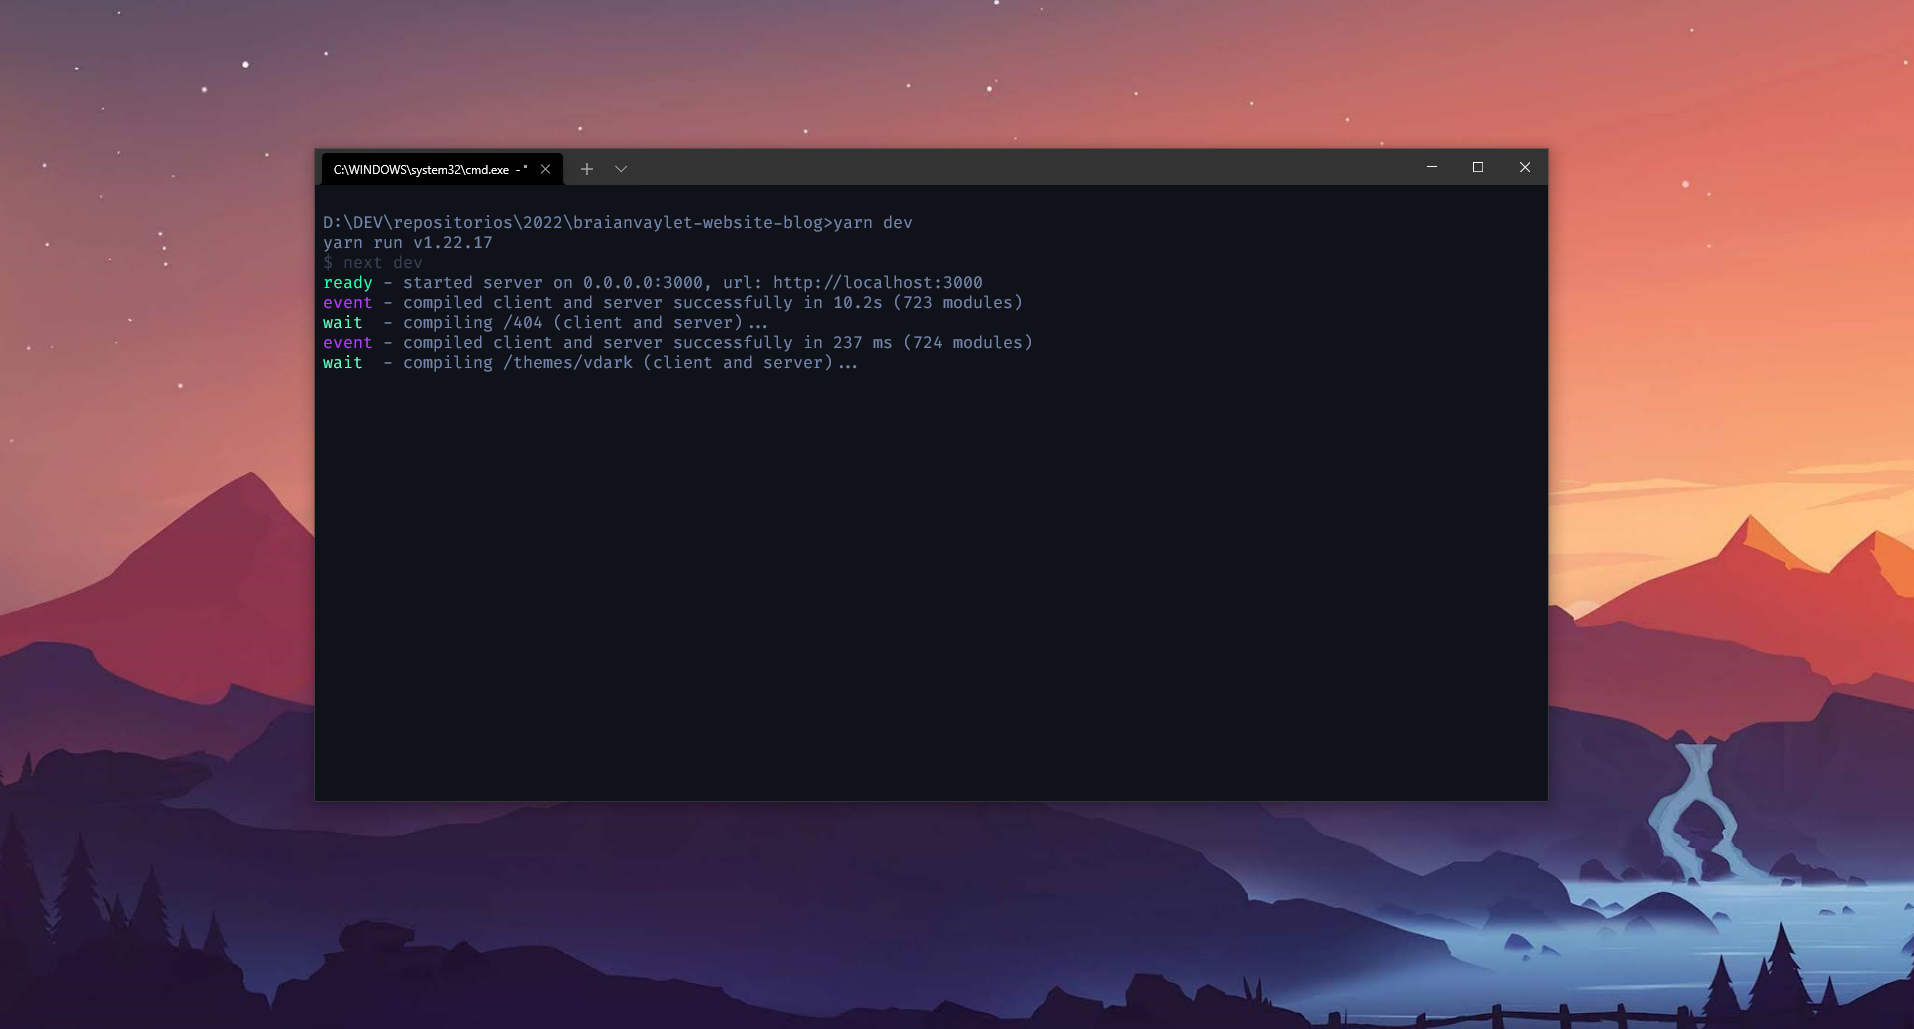 C:\WINDOWS\system32\cmd.exe - "
D:\DEV\repositorios\2022\braianvaylet-website-blog>yarn dev
yarn run v1.22.17
$ next dev
ready - started server on 0.0.0.0:3000, url: http://localhost:3000
event - compiled client and server successfully in 10.2s (723 modules)
wait  - compiling /404 (client and server)...
event - compiled client and server successfully in 237 ms (724 modules)
wait  - compiling /themes/vdark (client and server)...